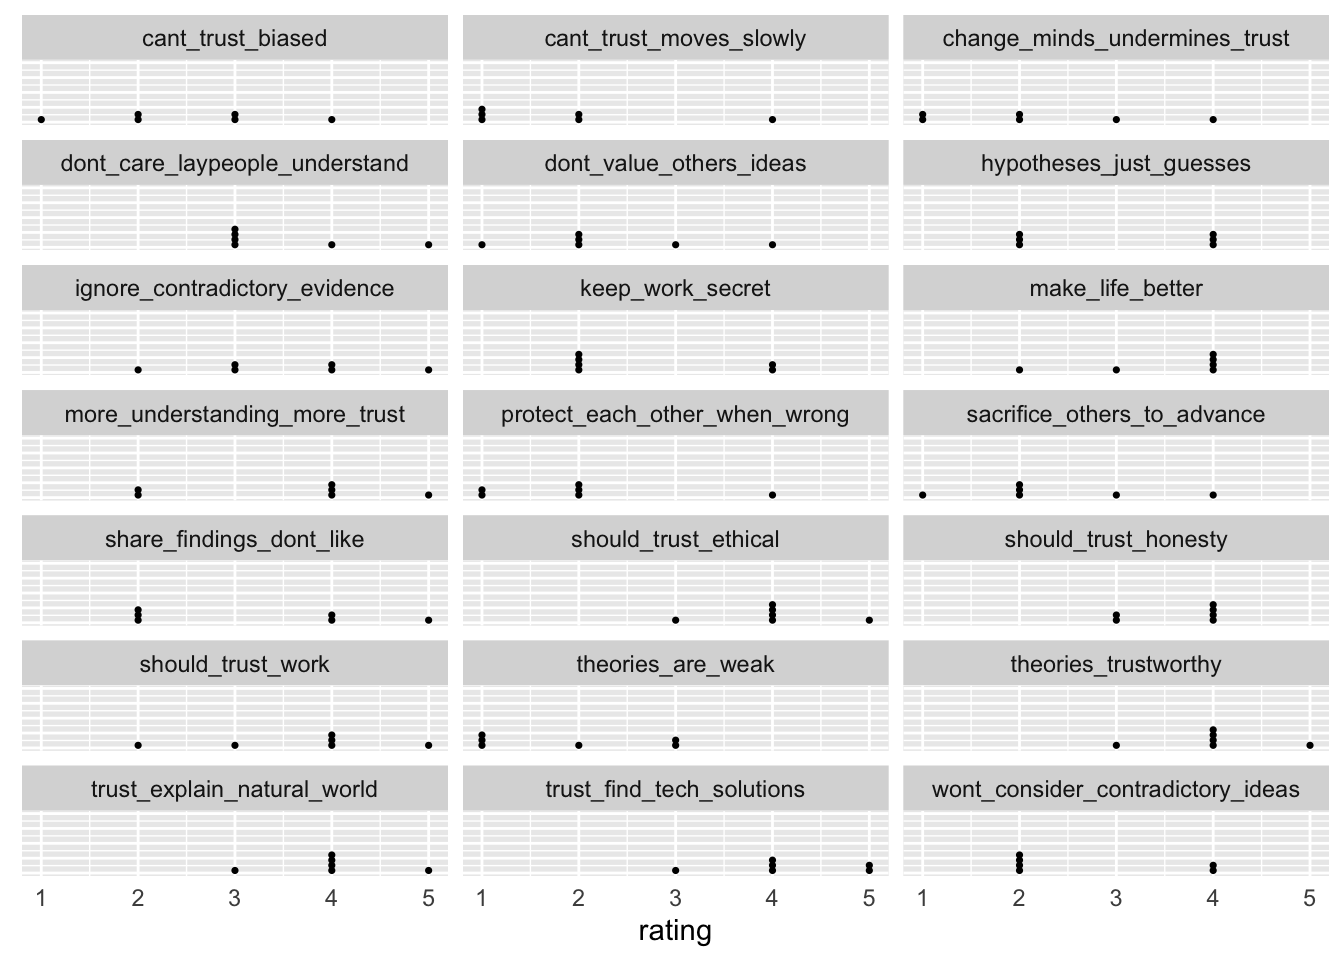 cant_trust_biased cant_trust_moves_slowly change_minds_undermines_trust
dont_care_laypeople_understand dont_value_others_ideas hypotheses_just_guesses
ignore_contradictory_evidence keep_work_secret make_life_better
more_understanding_more_trust protect_each_other_when_wrong sacrifice_others_to_advance
share_findings_dont_like should_trust_ethical should_trust_honesty
should_trust_work theories_are_weak theories_trustworthy
trust_explain_natural_world trust_find_tech_solutions wont_consider_contradictory_ideas
1 2 3 4 5 1 2 3 4 5 1 2 3 4 5
rating